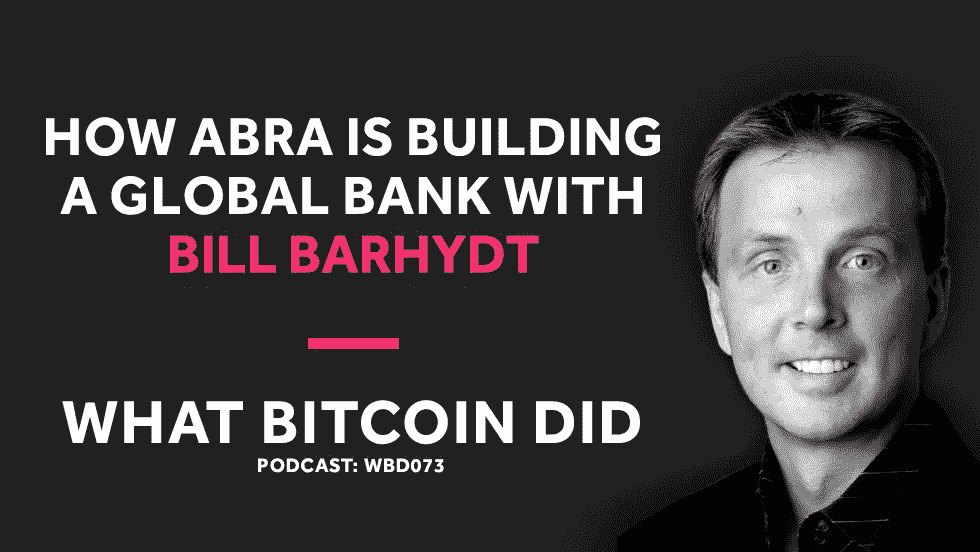 HOW ABRA IS BUILDING
A GLOBAL BANK WITH
BILL BARHYDT
WHAT BITCOIN DID
PODCAST: WBD073